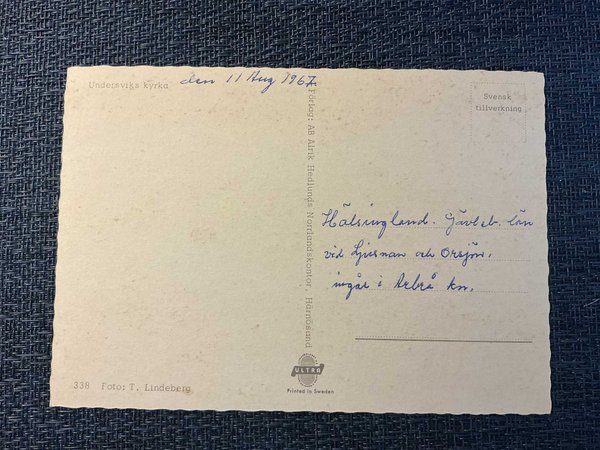 Undersviks kyrka
den 11 Aug 1967.
Svensk
tillverkning
Förlag: AB Alrik Hedlunds Norrlandskontor, Härnösand
Hälsingland. Gävleb. län
vid Ljusnan och Orsjön.
ingår i Arbrå kn.
338 Foto: T. Lindeberg
ULTRA
Printed in Sweden